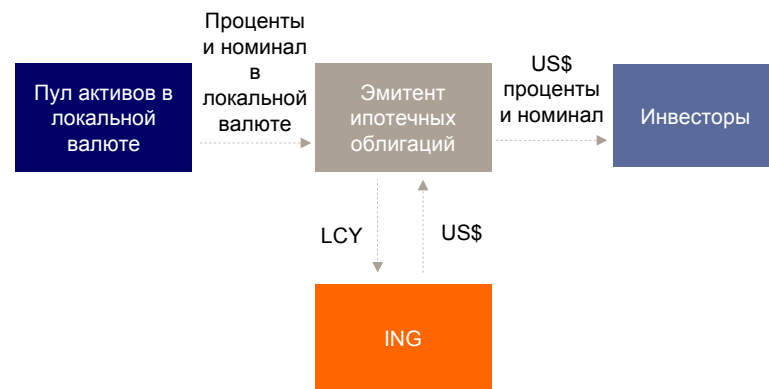 Проценты
и номинал
в
локальной
валюте
Пул активов в
локальной
валюте
Эмитент
ипотечных
облигаций
US$
проценты
и номинал
Инвесторы
LCY
US$
ING